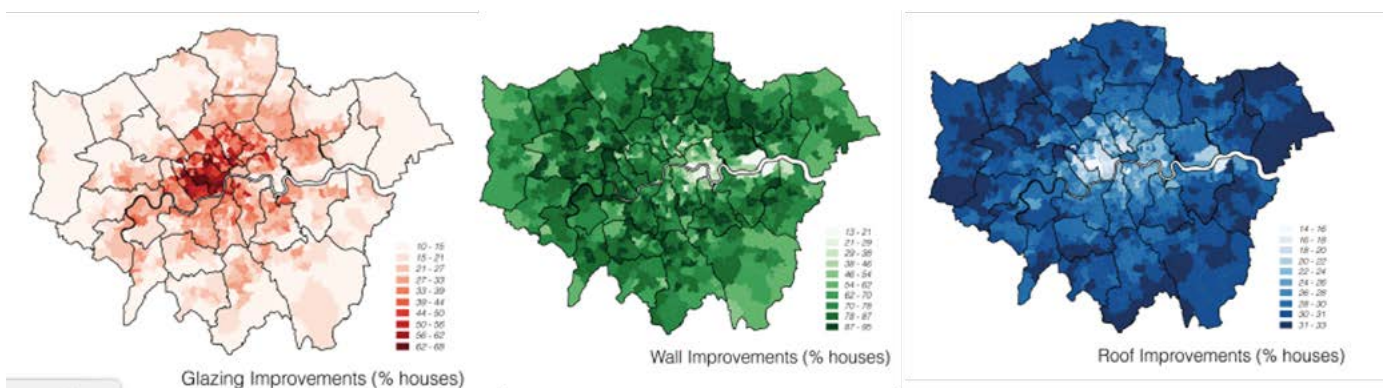 10 - 15
15 - 21
21 - 27
27 - 33
33 - 39
39 - 44
44 - 50
50 - 56
56 - 62
62 - 68
Glazing Improvements (% houses)
13 - 21
21 - 29
29 - 38
38 - 46
46 - 54
54 - 62
62 - 70
70 - 78
78 - 87
87 - 95
Wall Improvements (% houses)
14 - 16
16 - 18
18 - 20
20 - 22
22 - 24
24 - 26
26 - 28
28 - 30
30 - 31
31 - 33
Roof Improvements (% houses)